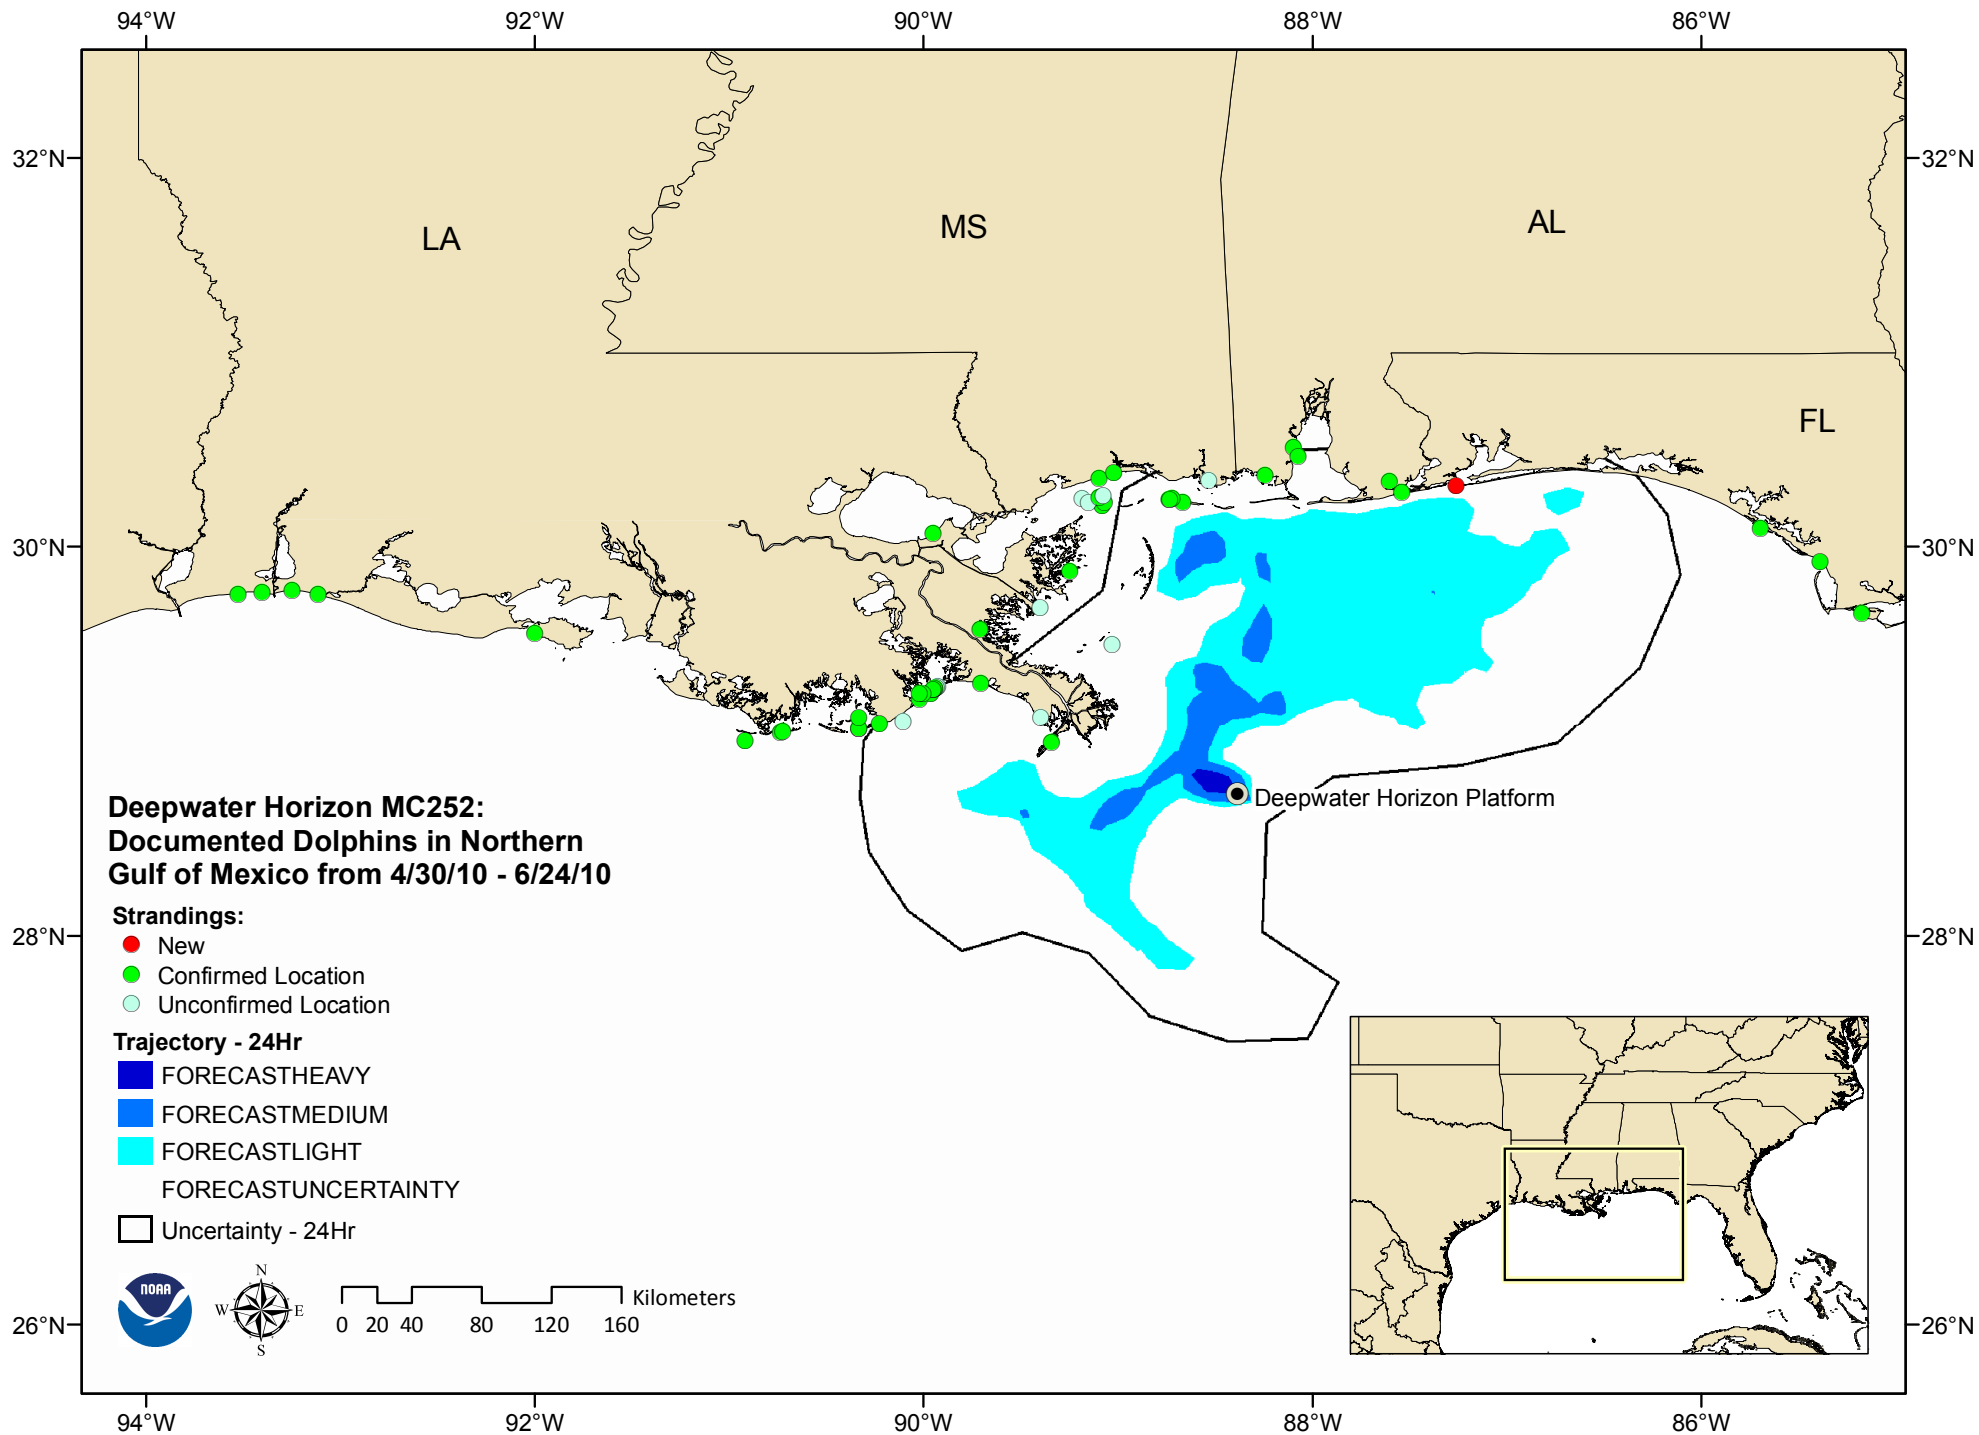 94°W 92°W 90°W 88°W 86°W
32°N 32°N
LA MS AL
FL
30°N 30°N
Deepwater Horizon Platform
Deepwater Horizon MC252:
Documented Dolphins in Northern
Gulf of Mexico from 4/30/10 - 6/24/10
Strandings:
28°N 28°N
New
Confirmed Location
Unconfirmed Location
Trajectory - 24Hr
FORECASTHEAVY
FORECASTMEDIUM
FORECASTLIGHT
FORECASTUNCERTAINTY
Uncertainty - 24Hr
NOAA
N
W E
S
Kilometers
0 20 40 80 120 160
26°N 26°N
94°W 92°W 90°W 88°W 86°W